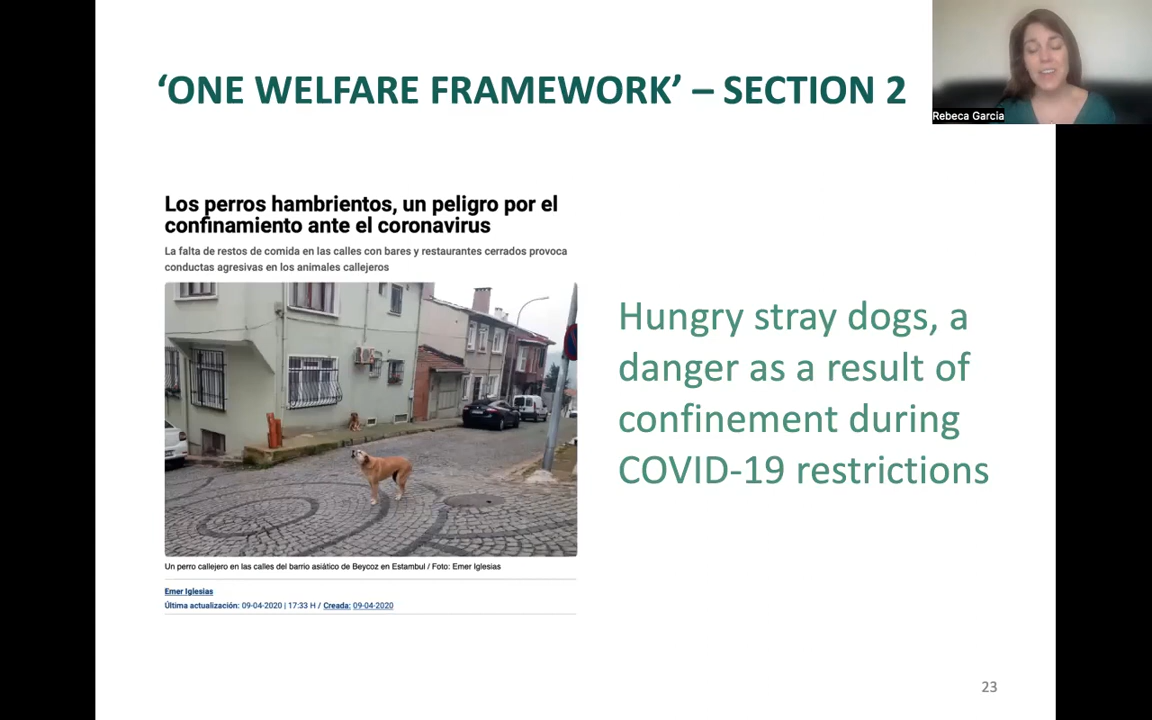 ‘ONE WELFARE FRAMEWORK’ – SECTION 2
Rebeca Garcia
Los perros hambrientos, un peligro por el
confinamiento ante el coronavirus
La falta de restos de comida en las calles con bares y restaurantes cerrados provoca
conductas agresivas en los animales callejeros
Un perro callejero en las calles del barrio asiático de Beycoz en Estambul / Foto: Emer Iglesias
Emer Iglesias
Última actualización: 09-04-2020 | 17:33 H / Creada: 09-04-2020
Hungry stray dogs, a
danger as a result of
confinement during
COVID-19 restrictions
23